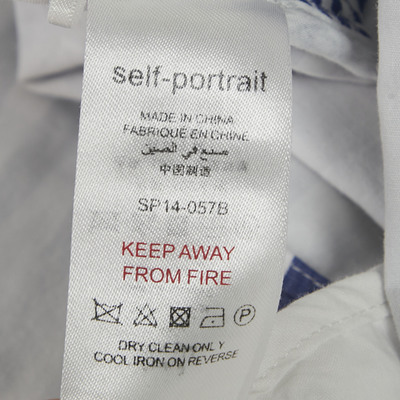 self-portrait
MADE IN CHINA
FABRIQUE EN CHINE
صنع في الصين
中国制造
SP14-057B
KEEP AWAY
FROM FIRE
P
DRY CLEAN ONLY
COOL IRON ON REVERSE